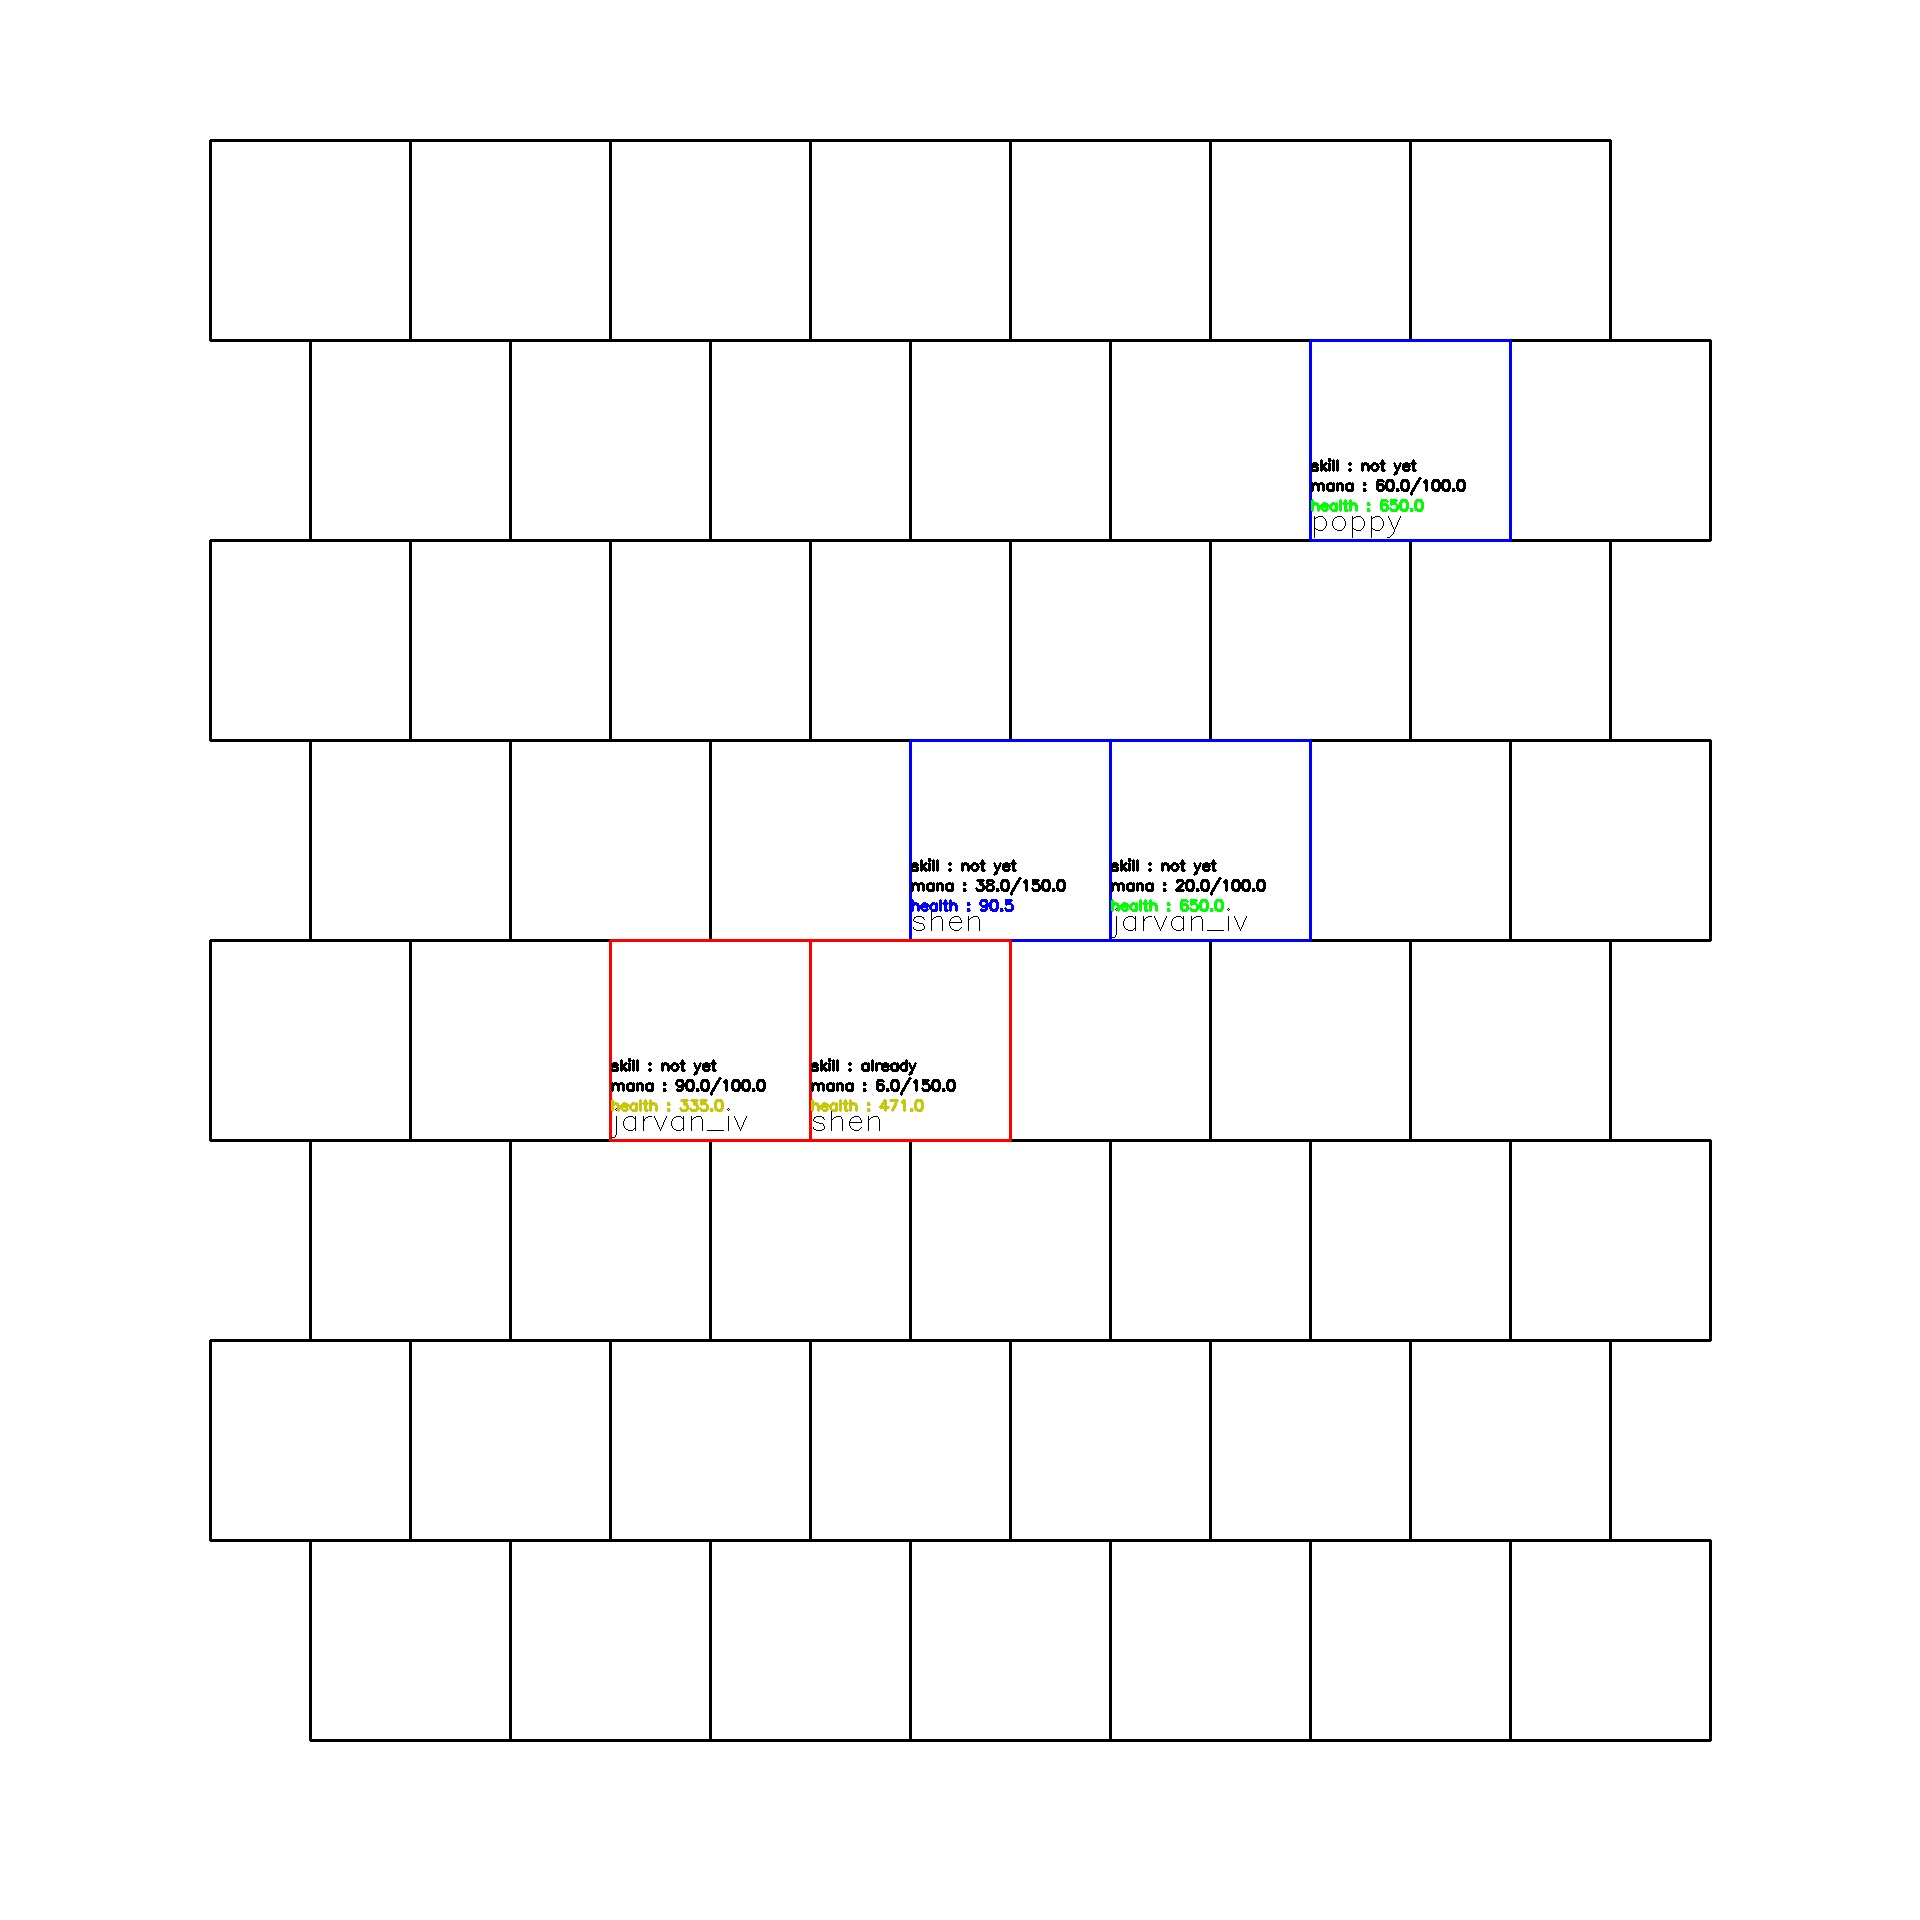 skill : not yet
mana : 60.0/100.0
health : 650.0
poppy
skill : not yet
mana : 38.0/150.0
health : 90.5
shen
skill : not yet
mana : 20.0/100.0
health : 650.0
jarvan_iv
skill : not yet
mana : 90.0/100.0
health : 335.0
jarvan_iv
skill : already
mana : 6.0/150.0
health : 471.0
shen